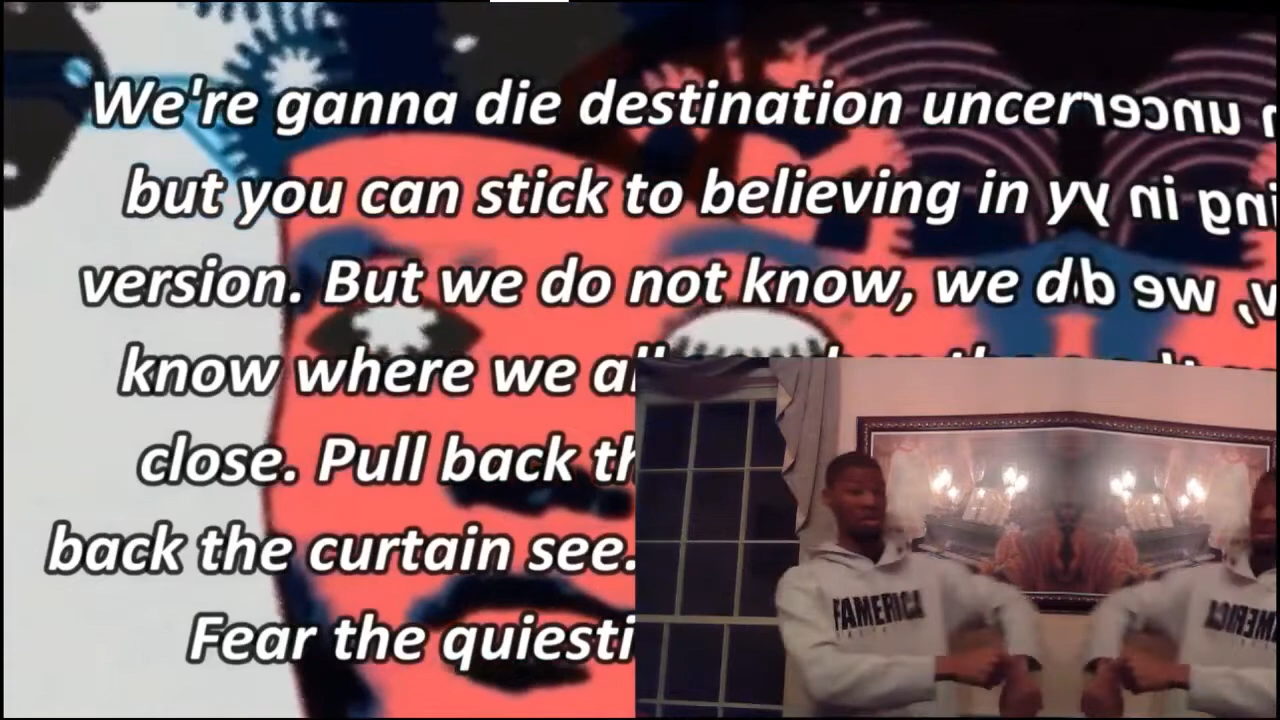 We're ganna die destination uncer
but you can stick to believing in
version. But we do not know, we d
know where we al
close. Pull back th
back the curtain see.
Fear the quiesti
FAMERICA